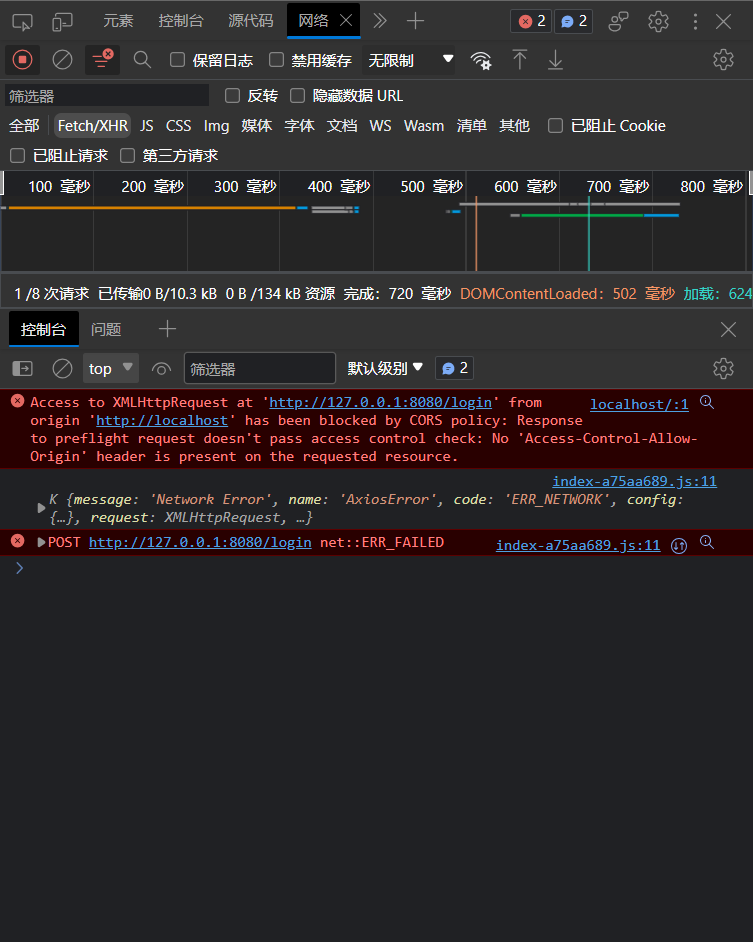 元素 控制台 源代码 网络 2 2
保留日志 禁用缓存 无限制
筛选器 反转 隐藏数据 URL
全部 Fetch/XHR JS CSS Img 媒体 字体 文档 WS Wasm 清单 其他 已阻止 Cookie
已阻止请求 第三方请求
100 毫秒 200 毫秒 300 毫秒 400 毫秒 500 毫秒 600 毫秒 700 毫秒 800 毫秒
1 /8 次请求 已传输0 B/10.3 kB 0 B /134 kB 资源 完成：720 毫秒 DOMContentLoaded：502 毫秒 加载：624
控制台 问题
top 筛选器 默认级别 2
Access to XMLHttpRequest at 'http://127.0.0.1:8080/login' from localhost/:1
origin 'http://localhost' has been blocked by CORS policy: Response
to preflight request doesn't pass access control check: No 'Access-Control-Allow-
Origin' header is present on the requested resource.
index-a75aa689.js:11
K {message: 'Network Error', name: 'AxiosError', code: 'ERR_NETWORK', config:
{…}, request: XMLHttpRequest, …}
POST http://127.0.0.1:8080/login net::ERR_FAILED index-a75aa689.js:11